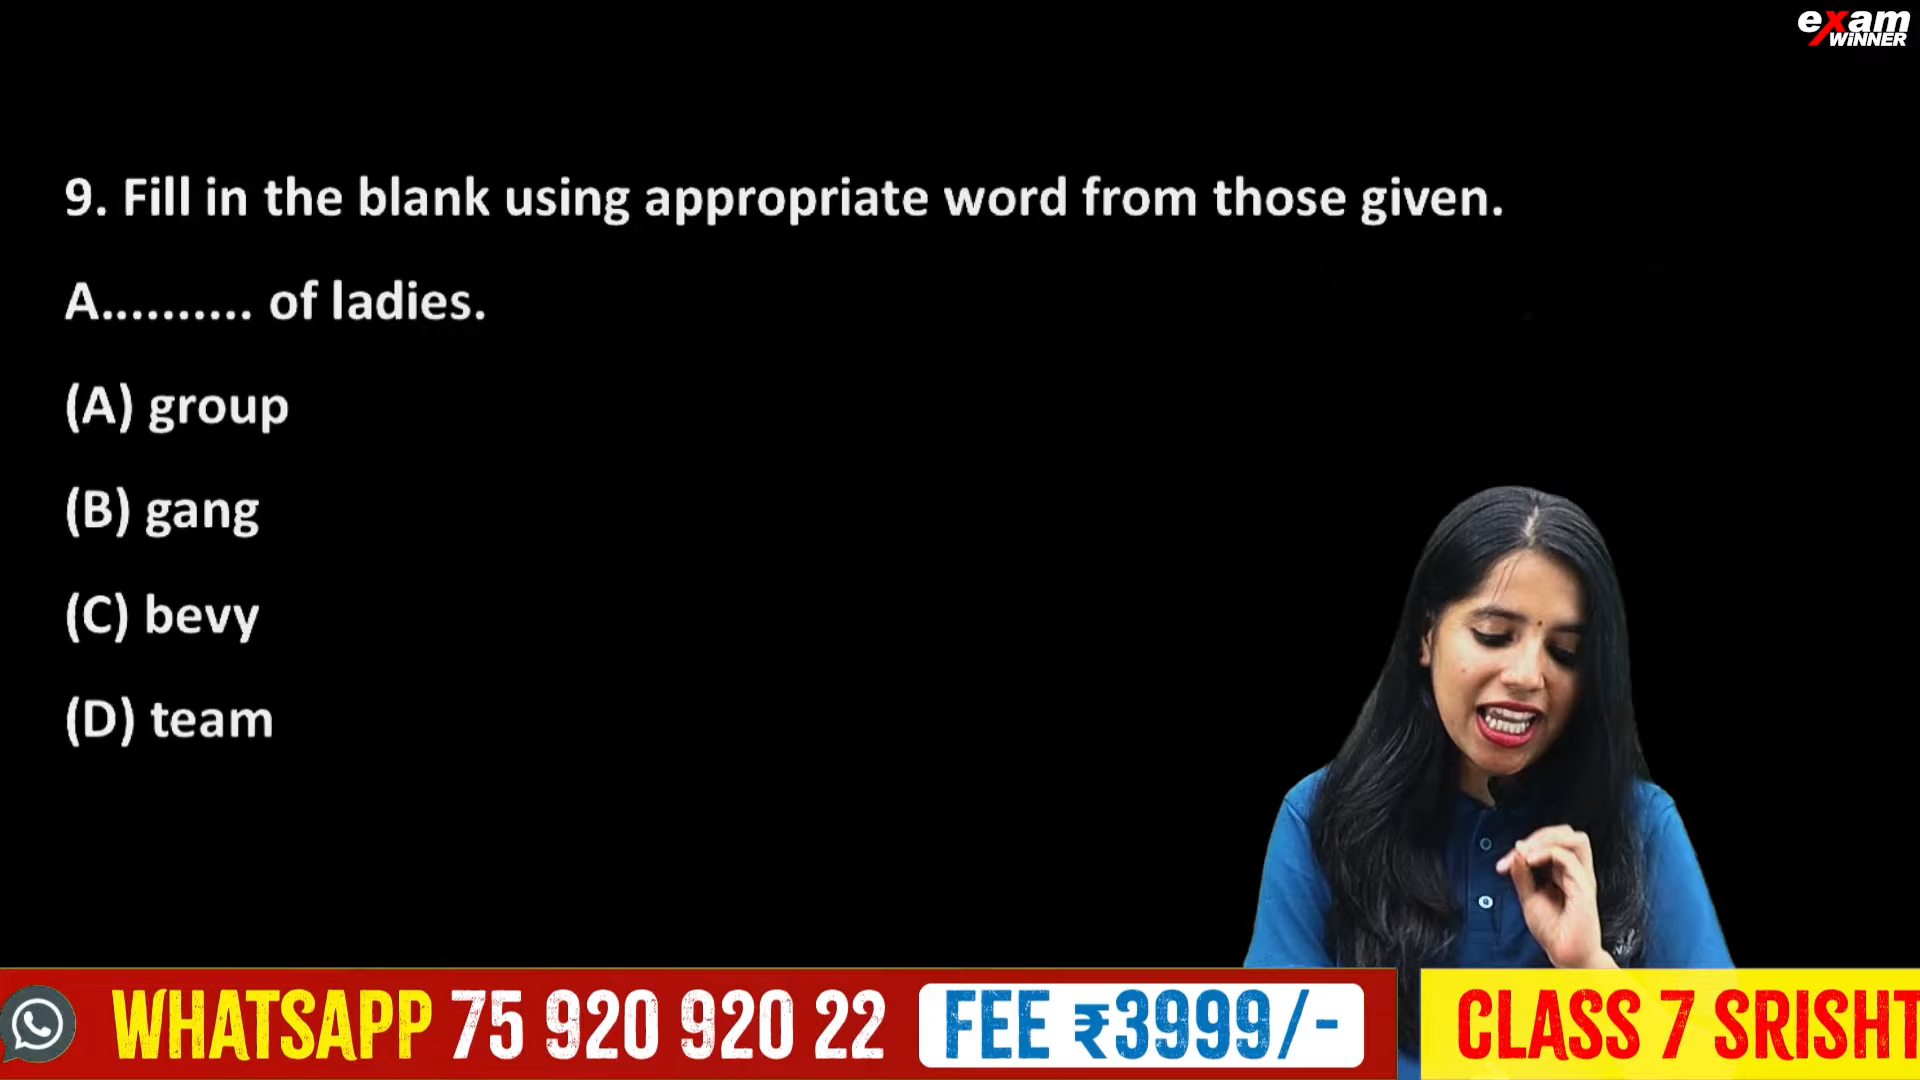 exam
WiNNER
9. Fill in the blank using appropriate word from those given.
A.......... of ladies.
(A) group
(B) gang
(C) bevy
(D) team
WHATSAPP 75 920 920 22 FEE ₹3999/- CLASS 7 SRISHT